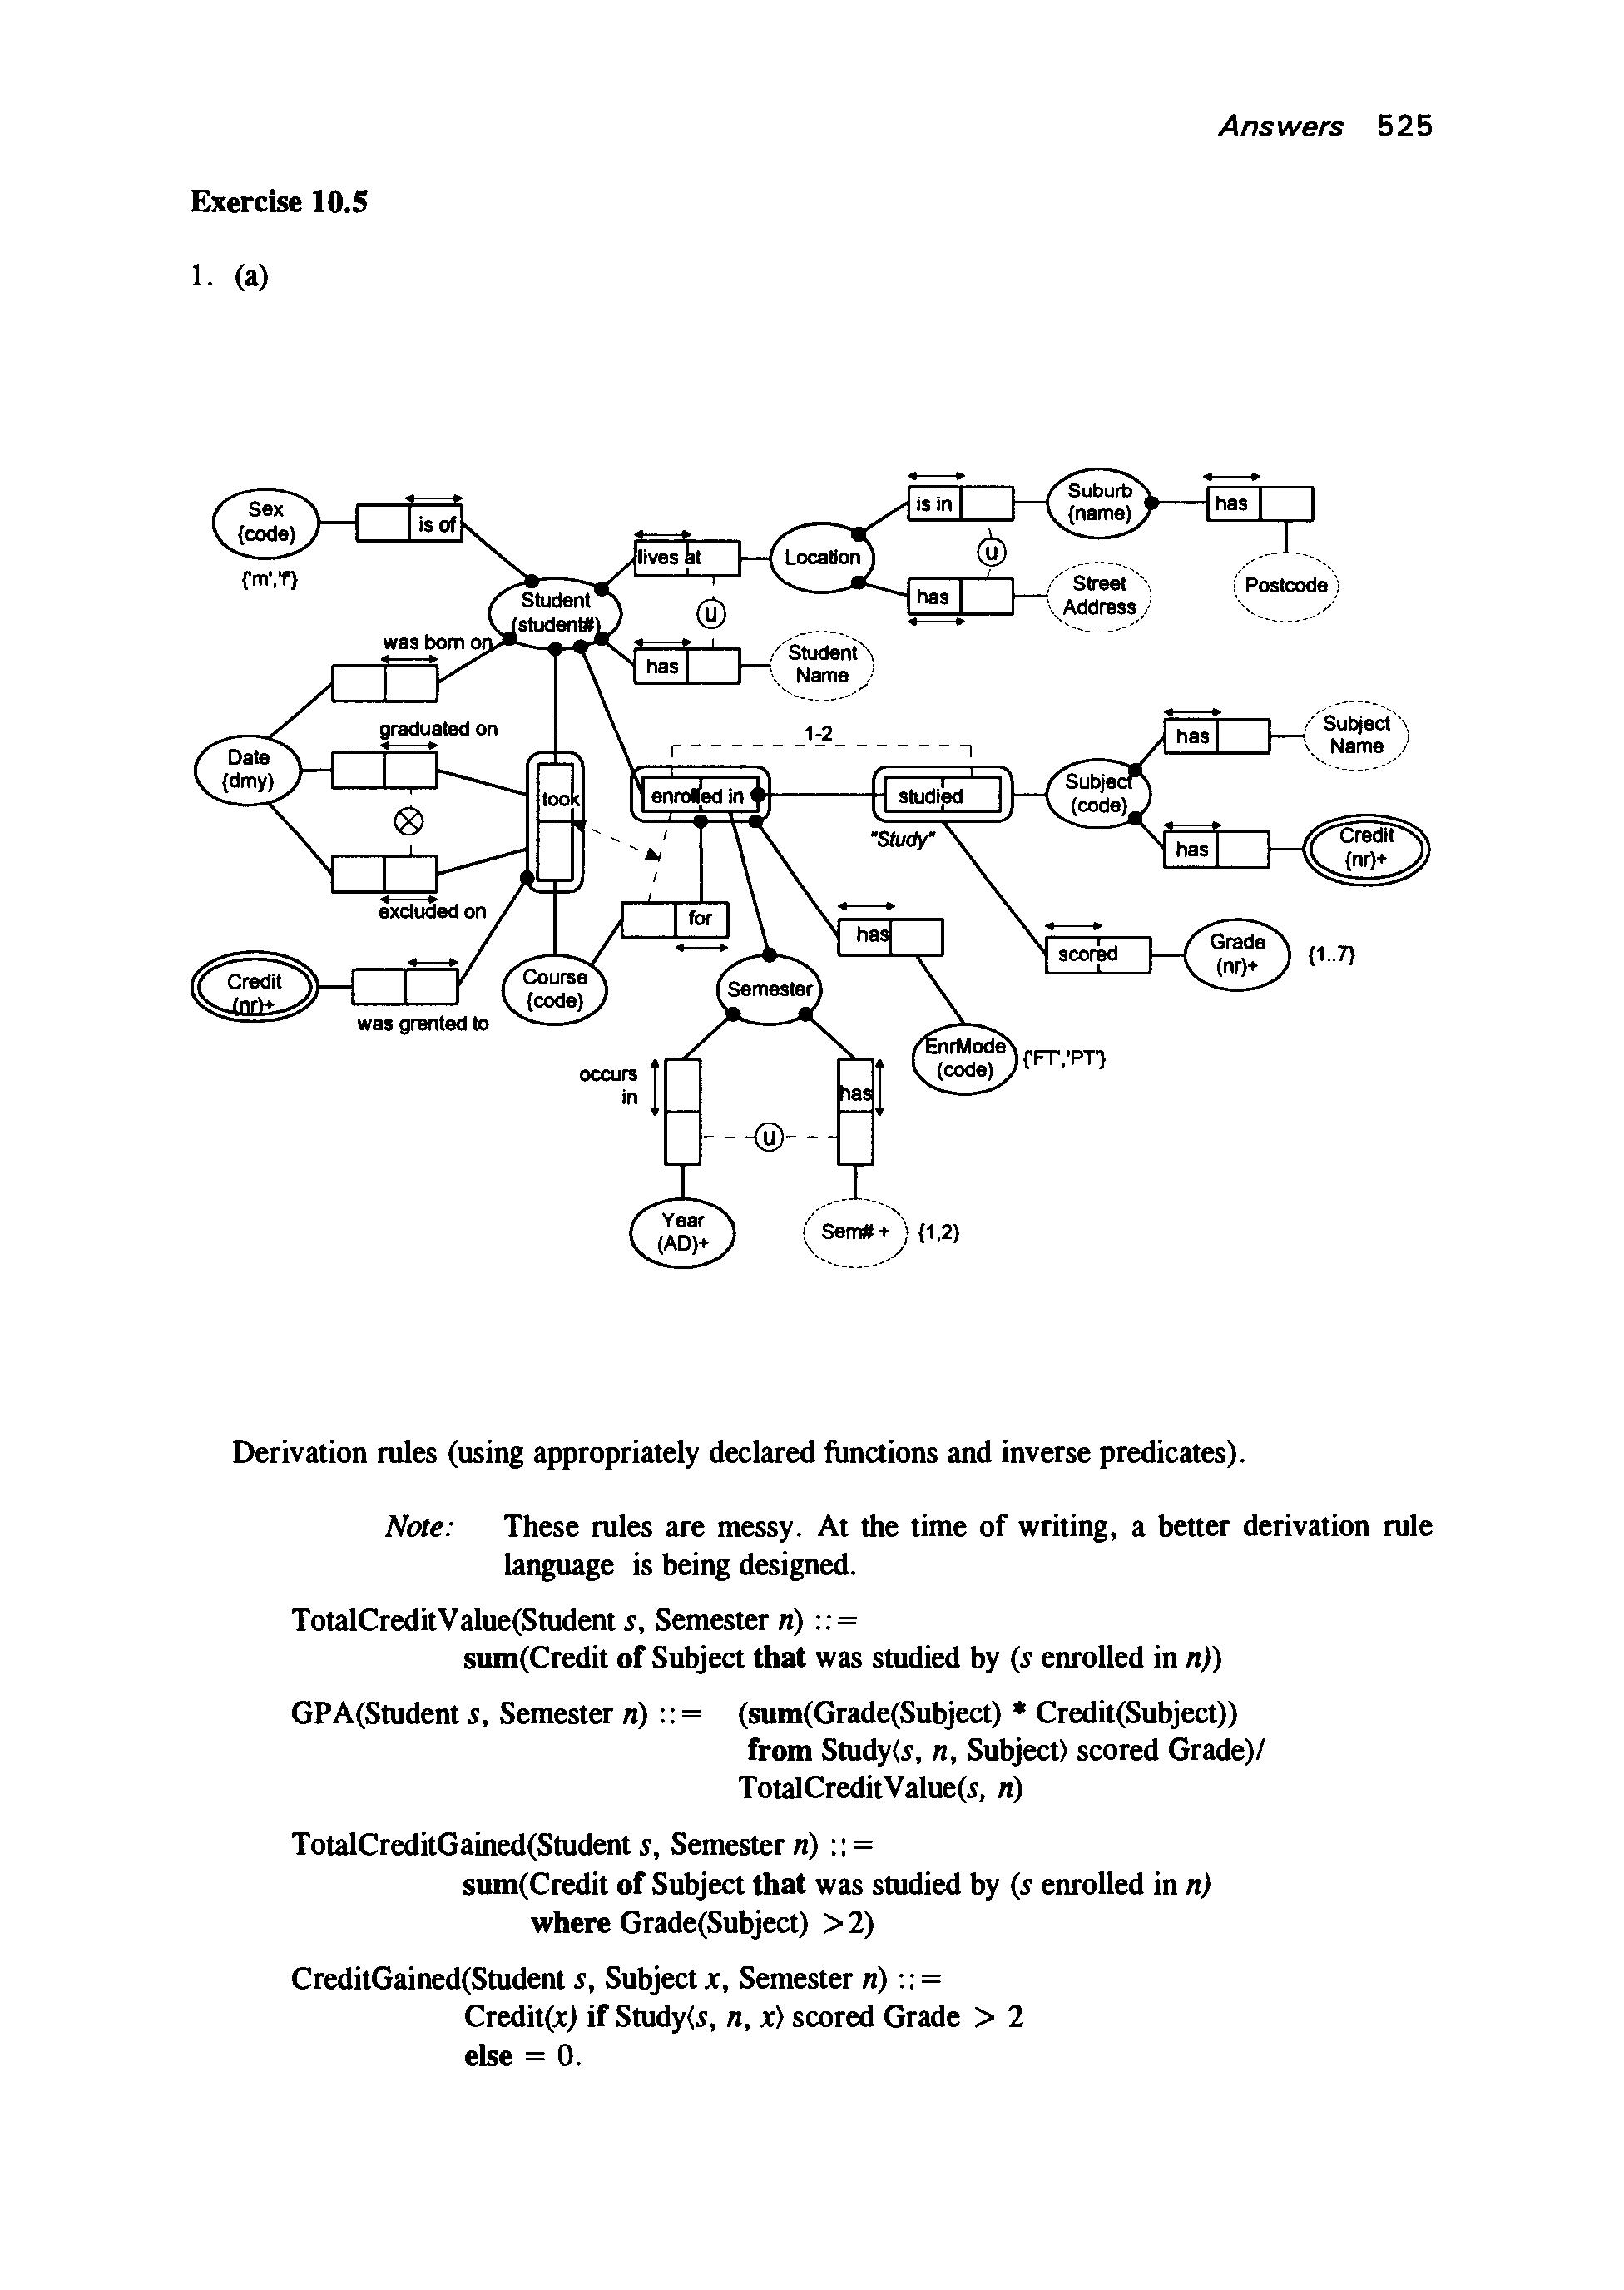 Answers 525
Exercise 10.5
1. (a)
Sex
(code)
{'m','f'}
is of
Student
(student#)
lives at
Location
is in
Suburb
(name)
has
Postcode
U
has
Street
Address
U
has
Student
Name
was born on
graduated on
Date
(dmy)
excluded on
took
enrolled in
1-2
studied
"Study"
Subject
(code)
has
Subject
Name
has
Credit
(nr)+
for
has
scored
Grade
(nr)+
{1..7}
Credit
(nr)+
was grented to
Course
(code)
Semester
EnrMode
(code)
{'FT','PT'}
occurs
in
has
U
Year
(AD)+
Sem# +
{1,2}
Derivation rules (using appropriately declared functions and inverse predicates).
Note: These rules are messy. At the time of writing, a better derivation rule
language is being designed.
TotalCreditValue(Student s, Semester n) ::=
sum(Credit of Subject that was studied by (s enrolled in n))
GPA(Student s, Semester n) ::= (sum(Grade(Subject) * Credit(Subject))
from Study⟨s, n, Subject⟩ scored Grade)/
TotalCreditValue(s, n)
TotalCreditGained(Student s, Semester n) ::=
sum(Credit of Subject that was studied by (s enrolled in n)
where Grade(Subject) >2)
CreditGained(Student s, Subject x, Semester n) ::=
Credit(x) if Study⟨s, n, x⟩ scored Grade > 2
else = 0.